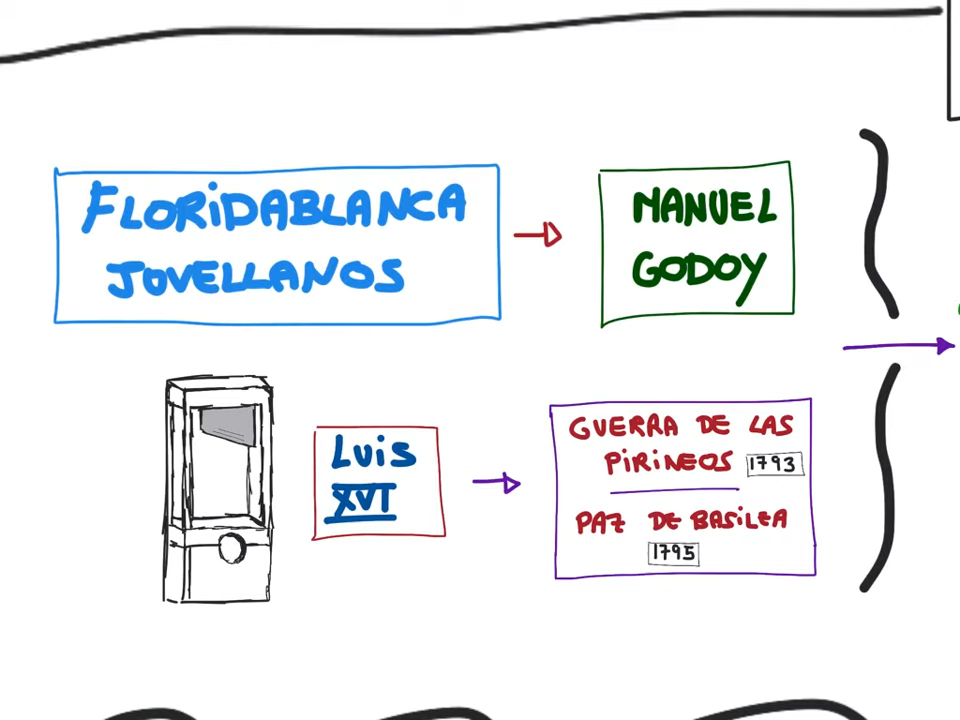 FLORIDABLANCA
JOVELLANOS
MANUEL
GODOY
LUIS
XVI
GUERRA DE LAS
PIRINEOS 1793
PAZ DE BASILEA
1795